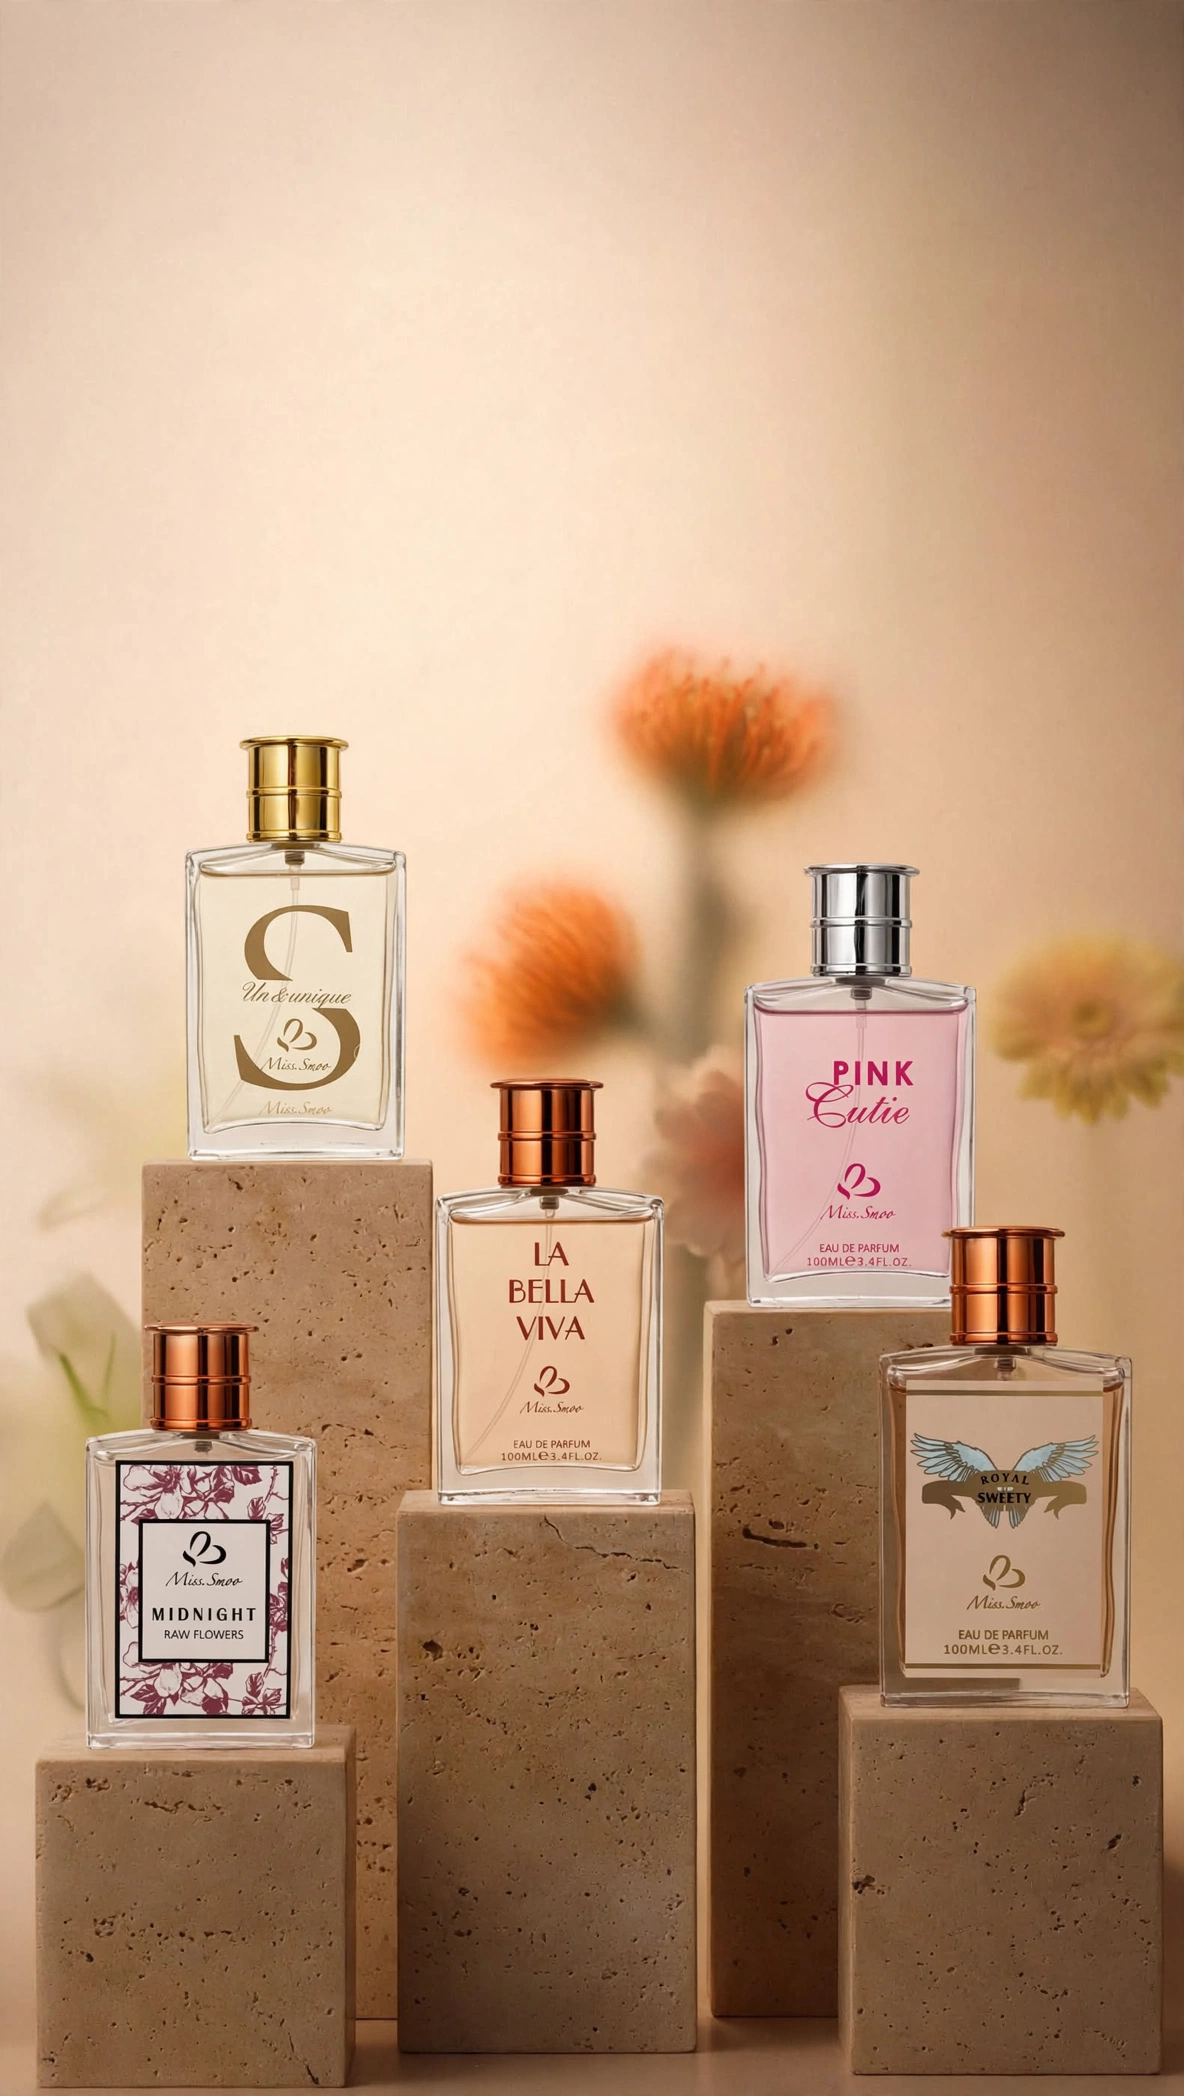 Un&unique
Miss.Smoo
Miss.Smoo
PINK
Cutie
Miss.Smoo
EAU DE PARFUM
100ML℮3.4FL.OZ.
LA
BELLA
VIVA
Miss.Smoo
EAU DE PARFUM
100ML℮3.4FL.OZ.
ROYAL
SWEETY
Miss.Smoo
EAU DE PARFUM
100ML℮3.4FL.OZ.
Miss.Smoo
MIDNIGHT
RAW FLOWERS